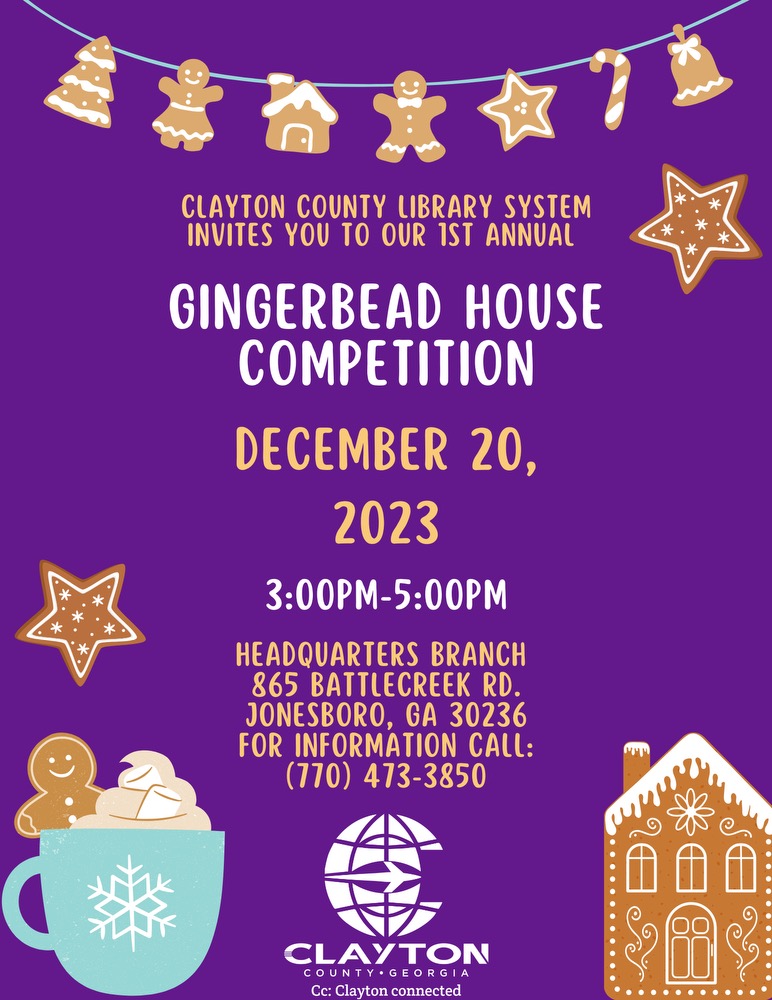 CLAYTON COUNTY LIBRARY SYSTEM
INVITES YOU TO OUR 1ST ANNUAL
GINGERBEAD HOUSE
COMPETITION
DECEMBER 20,
2023
3:00PM-5:00PM
HEADQUARTERS BRANCH
865 BATTLECREEK RD.
JONESBORO, GA 30236
FOR INFORMATION CALL:
(770) 473-3850
CLAYTON
COUNTY•GEORGIA
Cc: Clayton connected